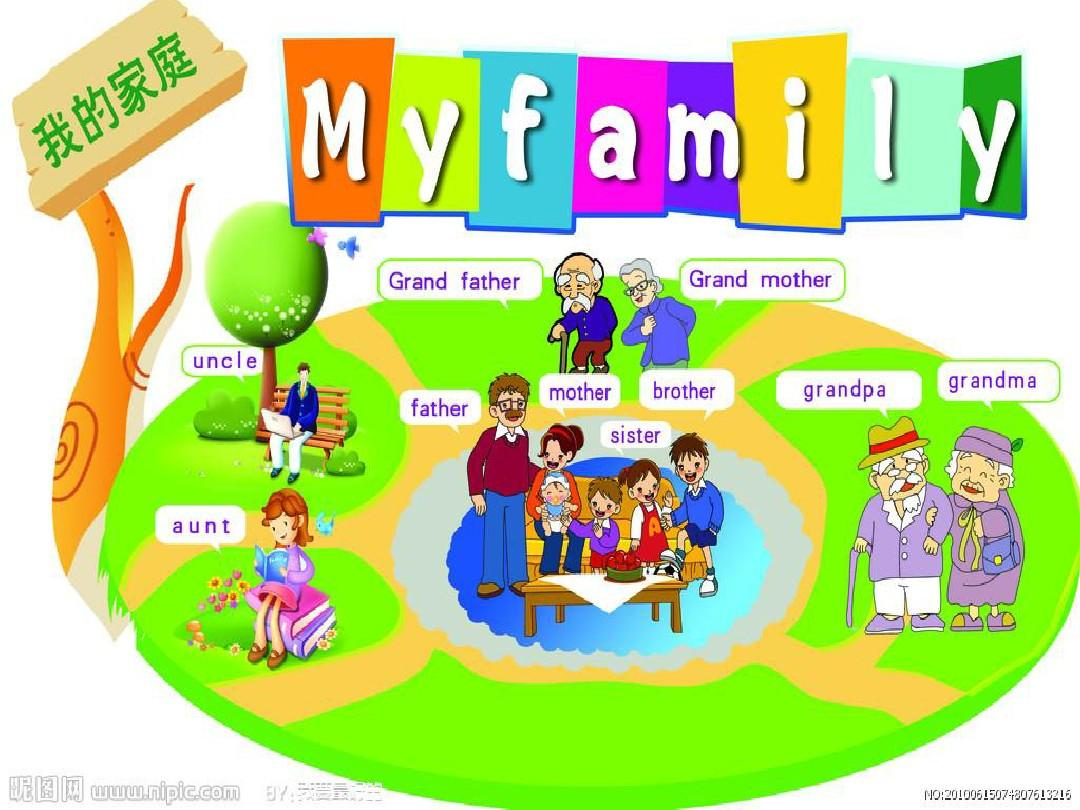 我的家庭
My family
Grand father
Grand mother
uncle
father
mother
brother
grandpa
grandma
sister
aunt
昵图网 www.nipic.com
BY:
NO:20100615074807613216